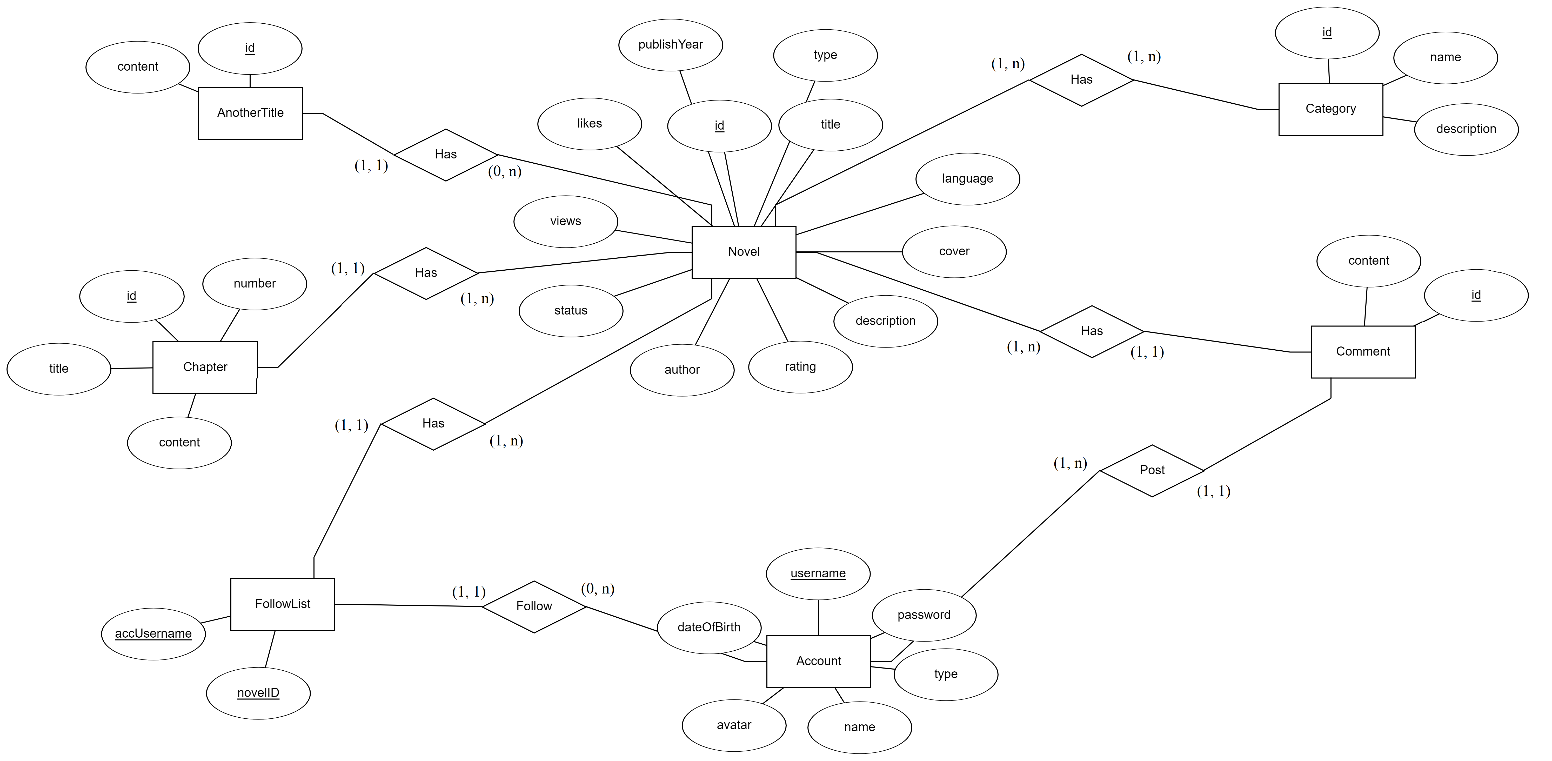 id
content
AnotherTitle
(1, 1)
Has
(0, n)
publishYear
type
likes
id
title
views
language
Novel
cover
status
description
author
rating
(1, n)
Has
(1, n)
id
name
Category
description
id
number
title
Chapter
content
(1, 1)
Has
(1, n)
content
id
Comment
(1, n)
Has
(1, 1)
(1, 1)
Has
(1, n)
(1, n)
Post
(1, 1)
FollowList
accUsername
novelID
(1, 1)
Follow
(0, n)
username
dateOfBirth
password
Account
type
avatar
name